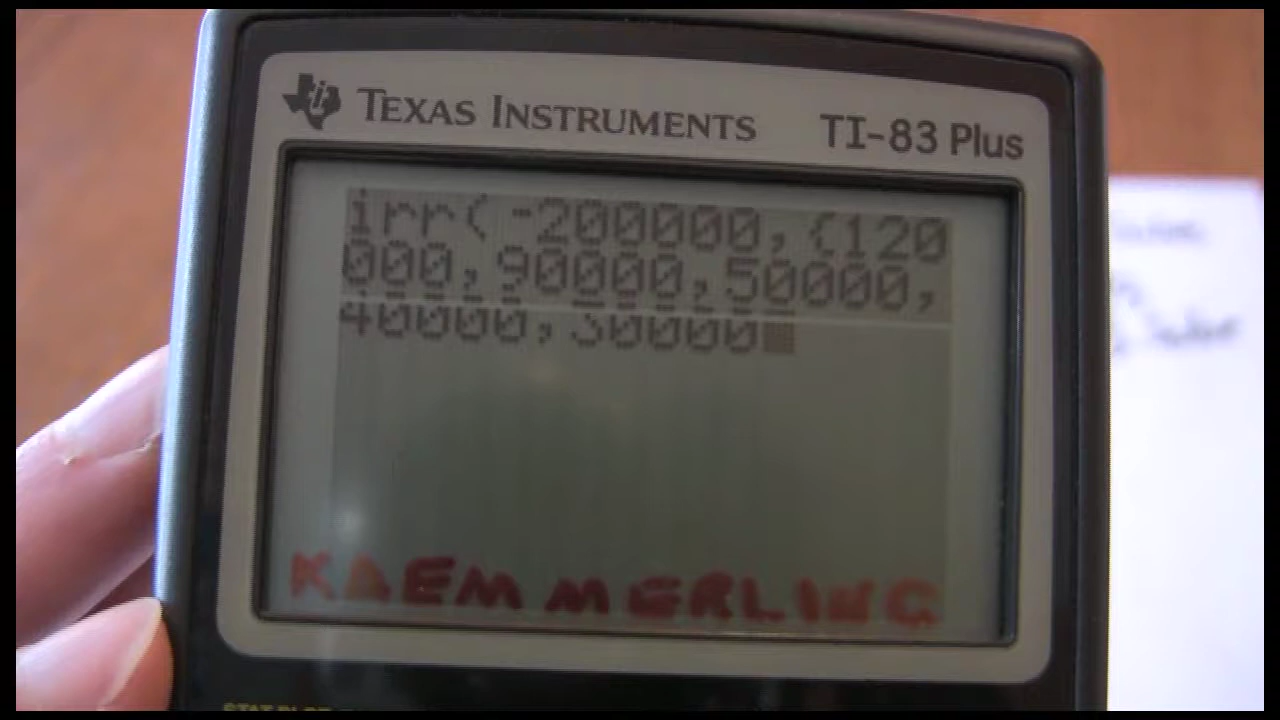 TEXAS INSTRUMENTS TI-83 Plus
irr(-200000,{120
000,90000,50000,
40000,30000
KAEMMERLING